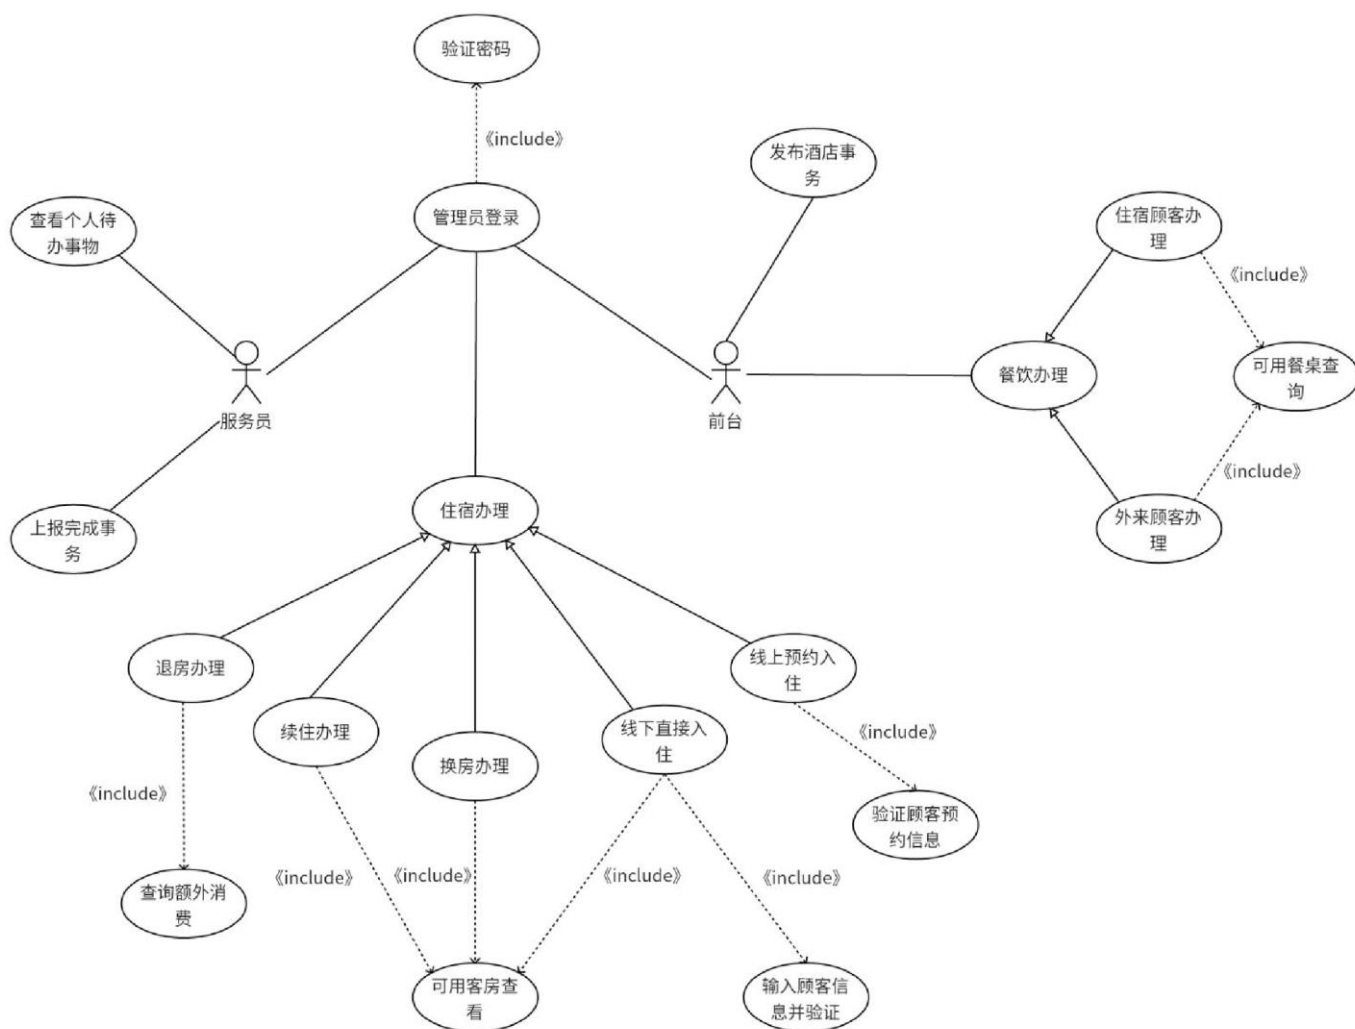 验证密码
《include》
发布酒店事
务
查看个人待
办事物
管理员登录
住宿顾客办
理
《include》
服务员
前台
餐饮办理
可用餐桌查
询
《include》
上报完成事
务
住宿办理
外来顾客办
理
退房办理
续住办理
换房办理
线下直接入
住
线上预约入
住
《include》
《include》
验证顾客预
约信息
《include》
《include》
《include》
《include》
查询额外消
费
可用客房查
看
输入顾客信
息并验证